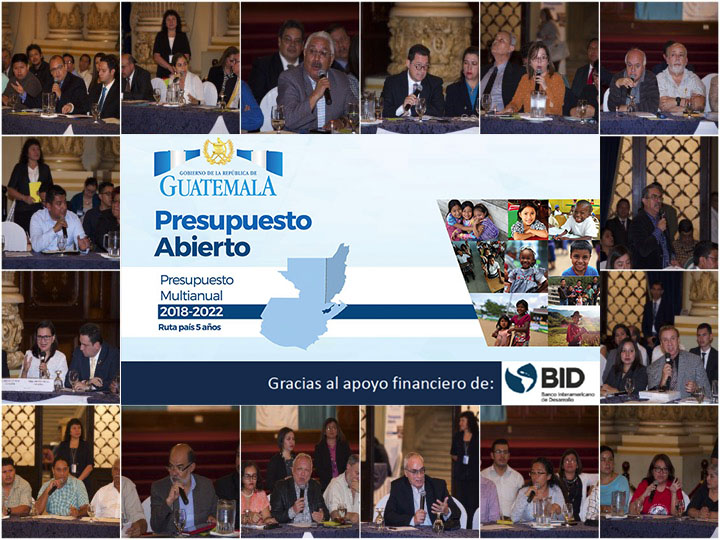 GOBIERNO DE LA REPÚBLICA DE
GUATEMALA
Presupuesto
Abierto
Presupuesto
Multianual
2018-2022
Ruta país 5 años
Gracias al apoyo financiero de:
BID
Banco Interamericano
de Desarrollo